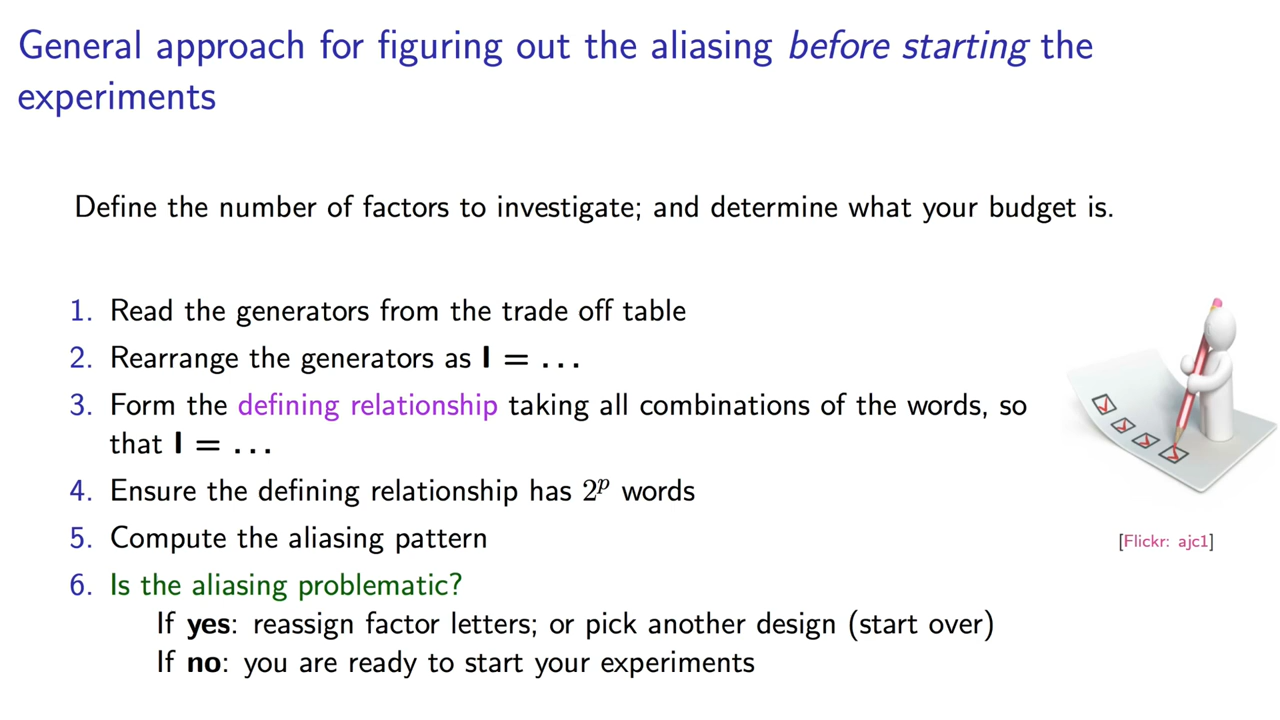 General approach for figuring out the aliasing before starting the
experiments
Define the number of factors to investigate; and determine what your budget is.
1. Read the generators from the trade off table
2. Rearrange the generators as I = ...
3. Form the defining relationship taking all combinations of the words, so
that I = ...
4. Ensure the defining relationship has 2^p words
5. Compute the aliasing pattern
6. Is the aliasing problematic?
If yes: reassign factor letters; or pick another design (start over)
If no: you are ready to start your experiments
[Flickr: ajc1]